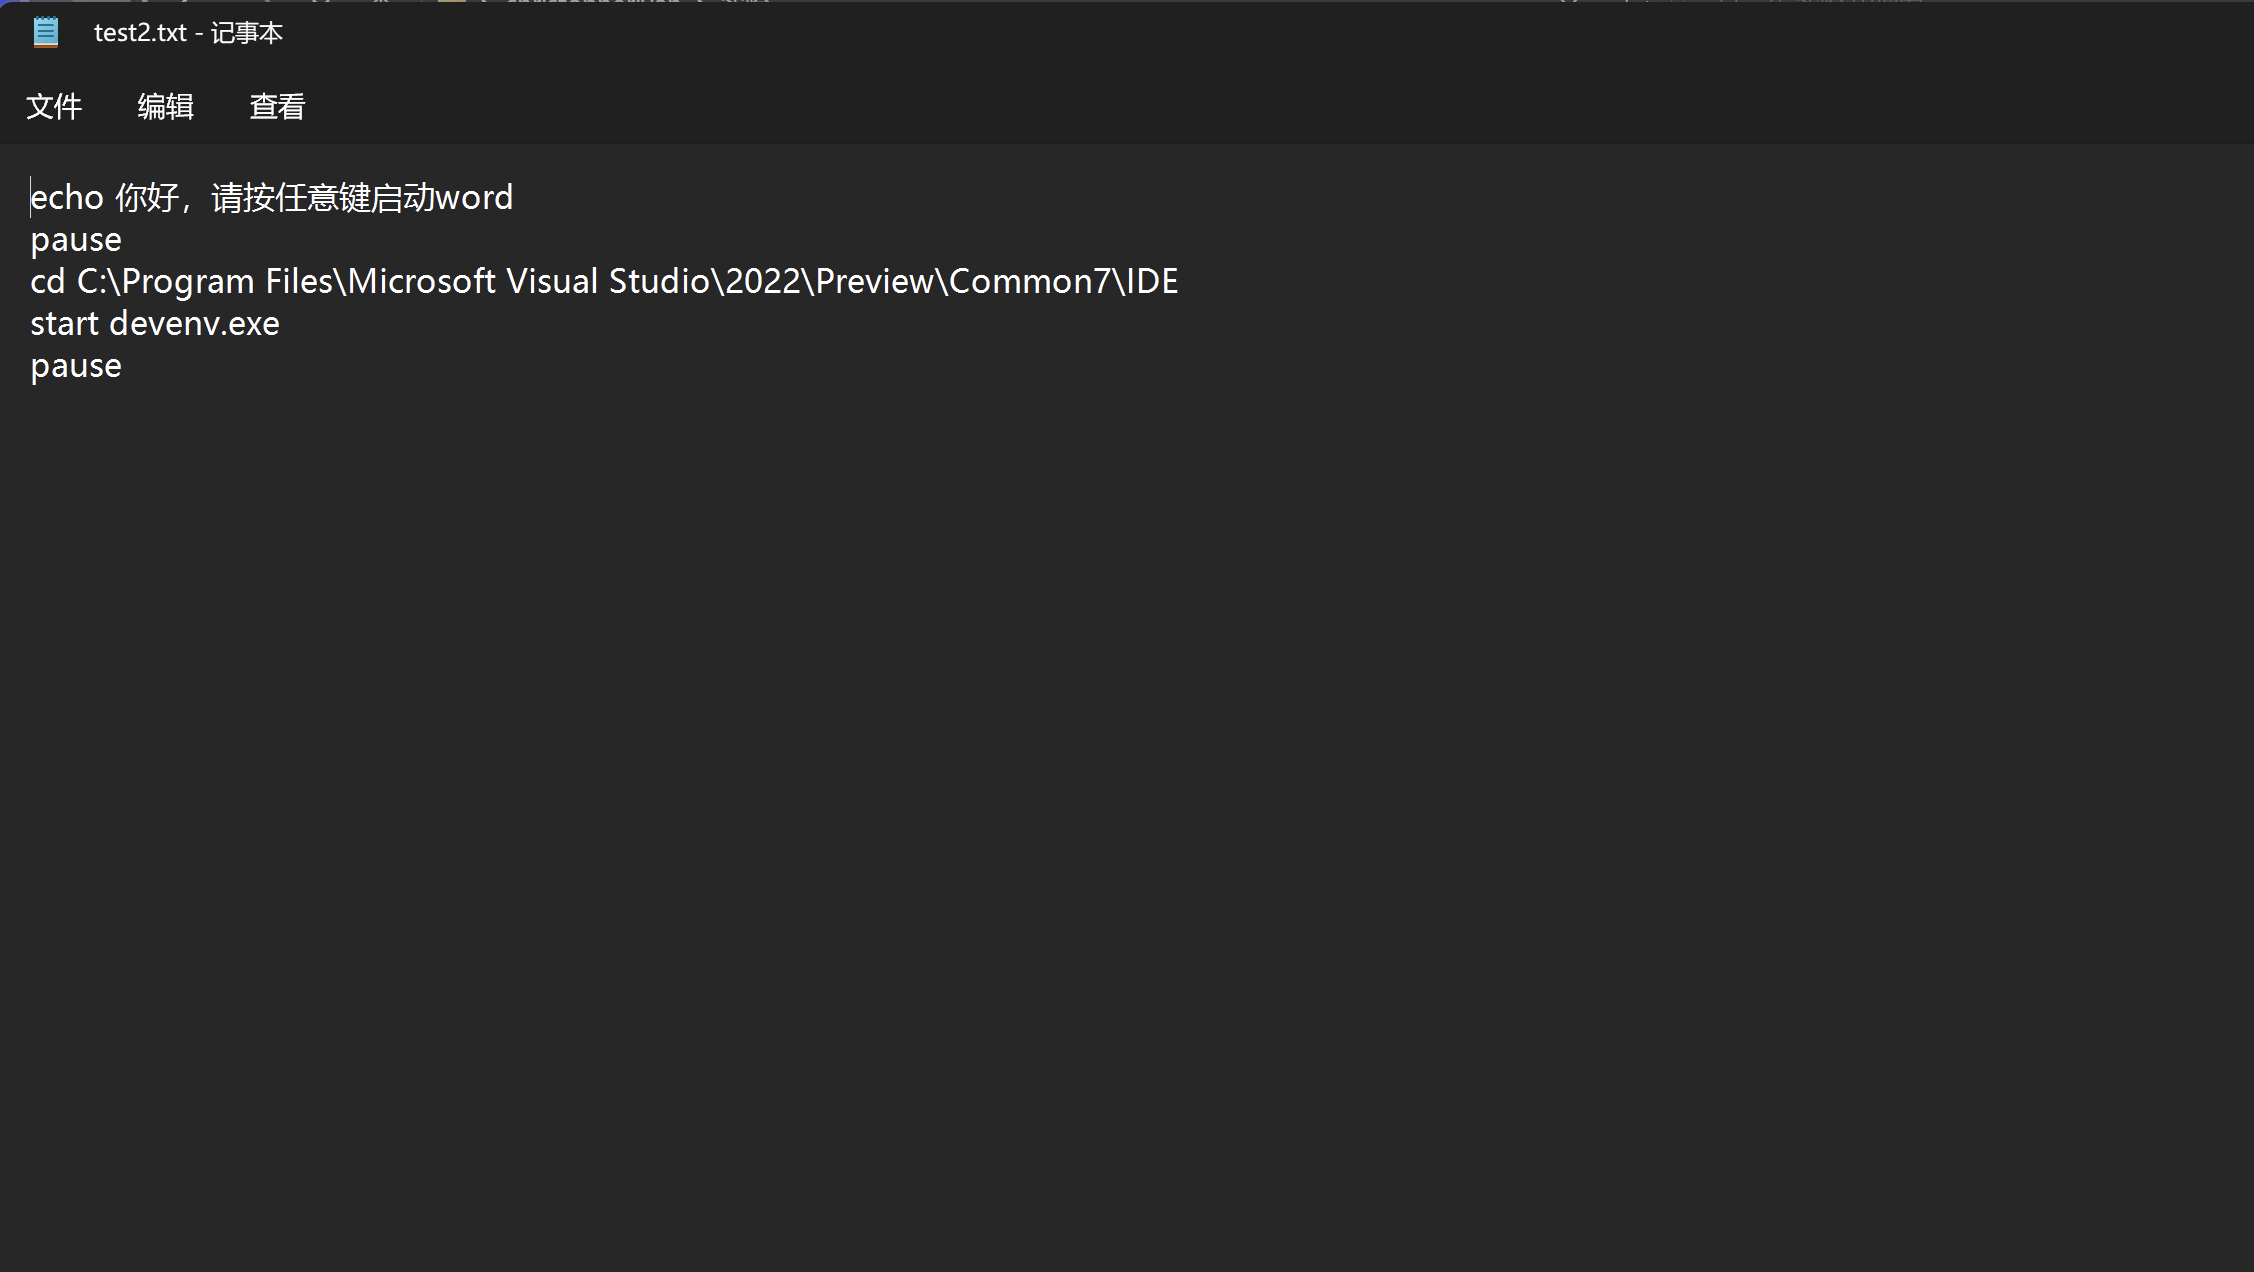 test2.txt - 记事本
文件 编辑 查看
echo 你好，请按任意键启动word
pause
cd C:\Program Files\Microsoft Visual Studio\2022\Preview\Common7\IDE
start devenv.exe
pause